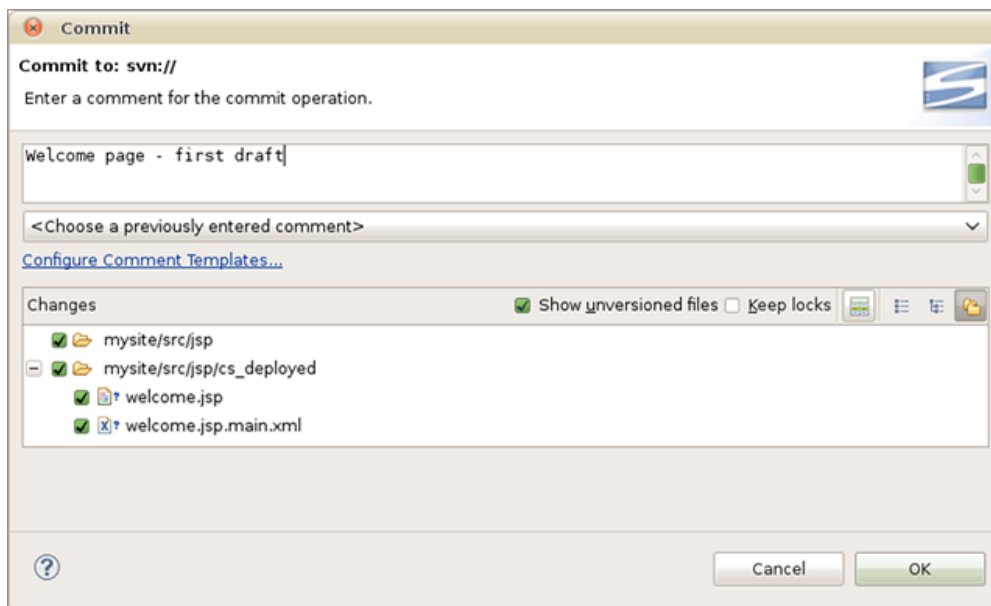 Commit
Commit to: svn://
Enter a comment for the commit operation.
Welcome page - first draft
<Choose a previously entered comment>
Configure Comment Templates...
Changes Show unversioned files Keep locks
mysite/src/jsp
mysite/src/jsp/cs_deployed
welcome.jsp
welcome.jsp.main.xml
Cancel OK